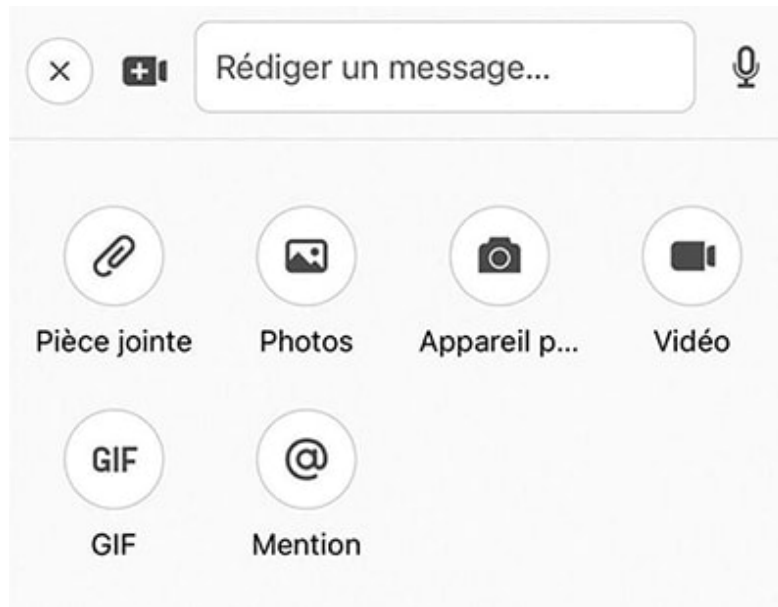 Rédiger un message...
Pièce jointe
Photos
Appareil p...
Vidéo
GIF
GIF
@
Mention